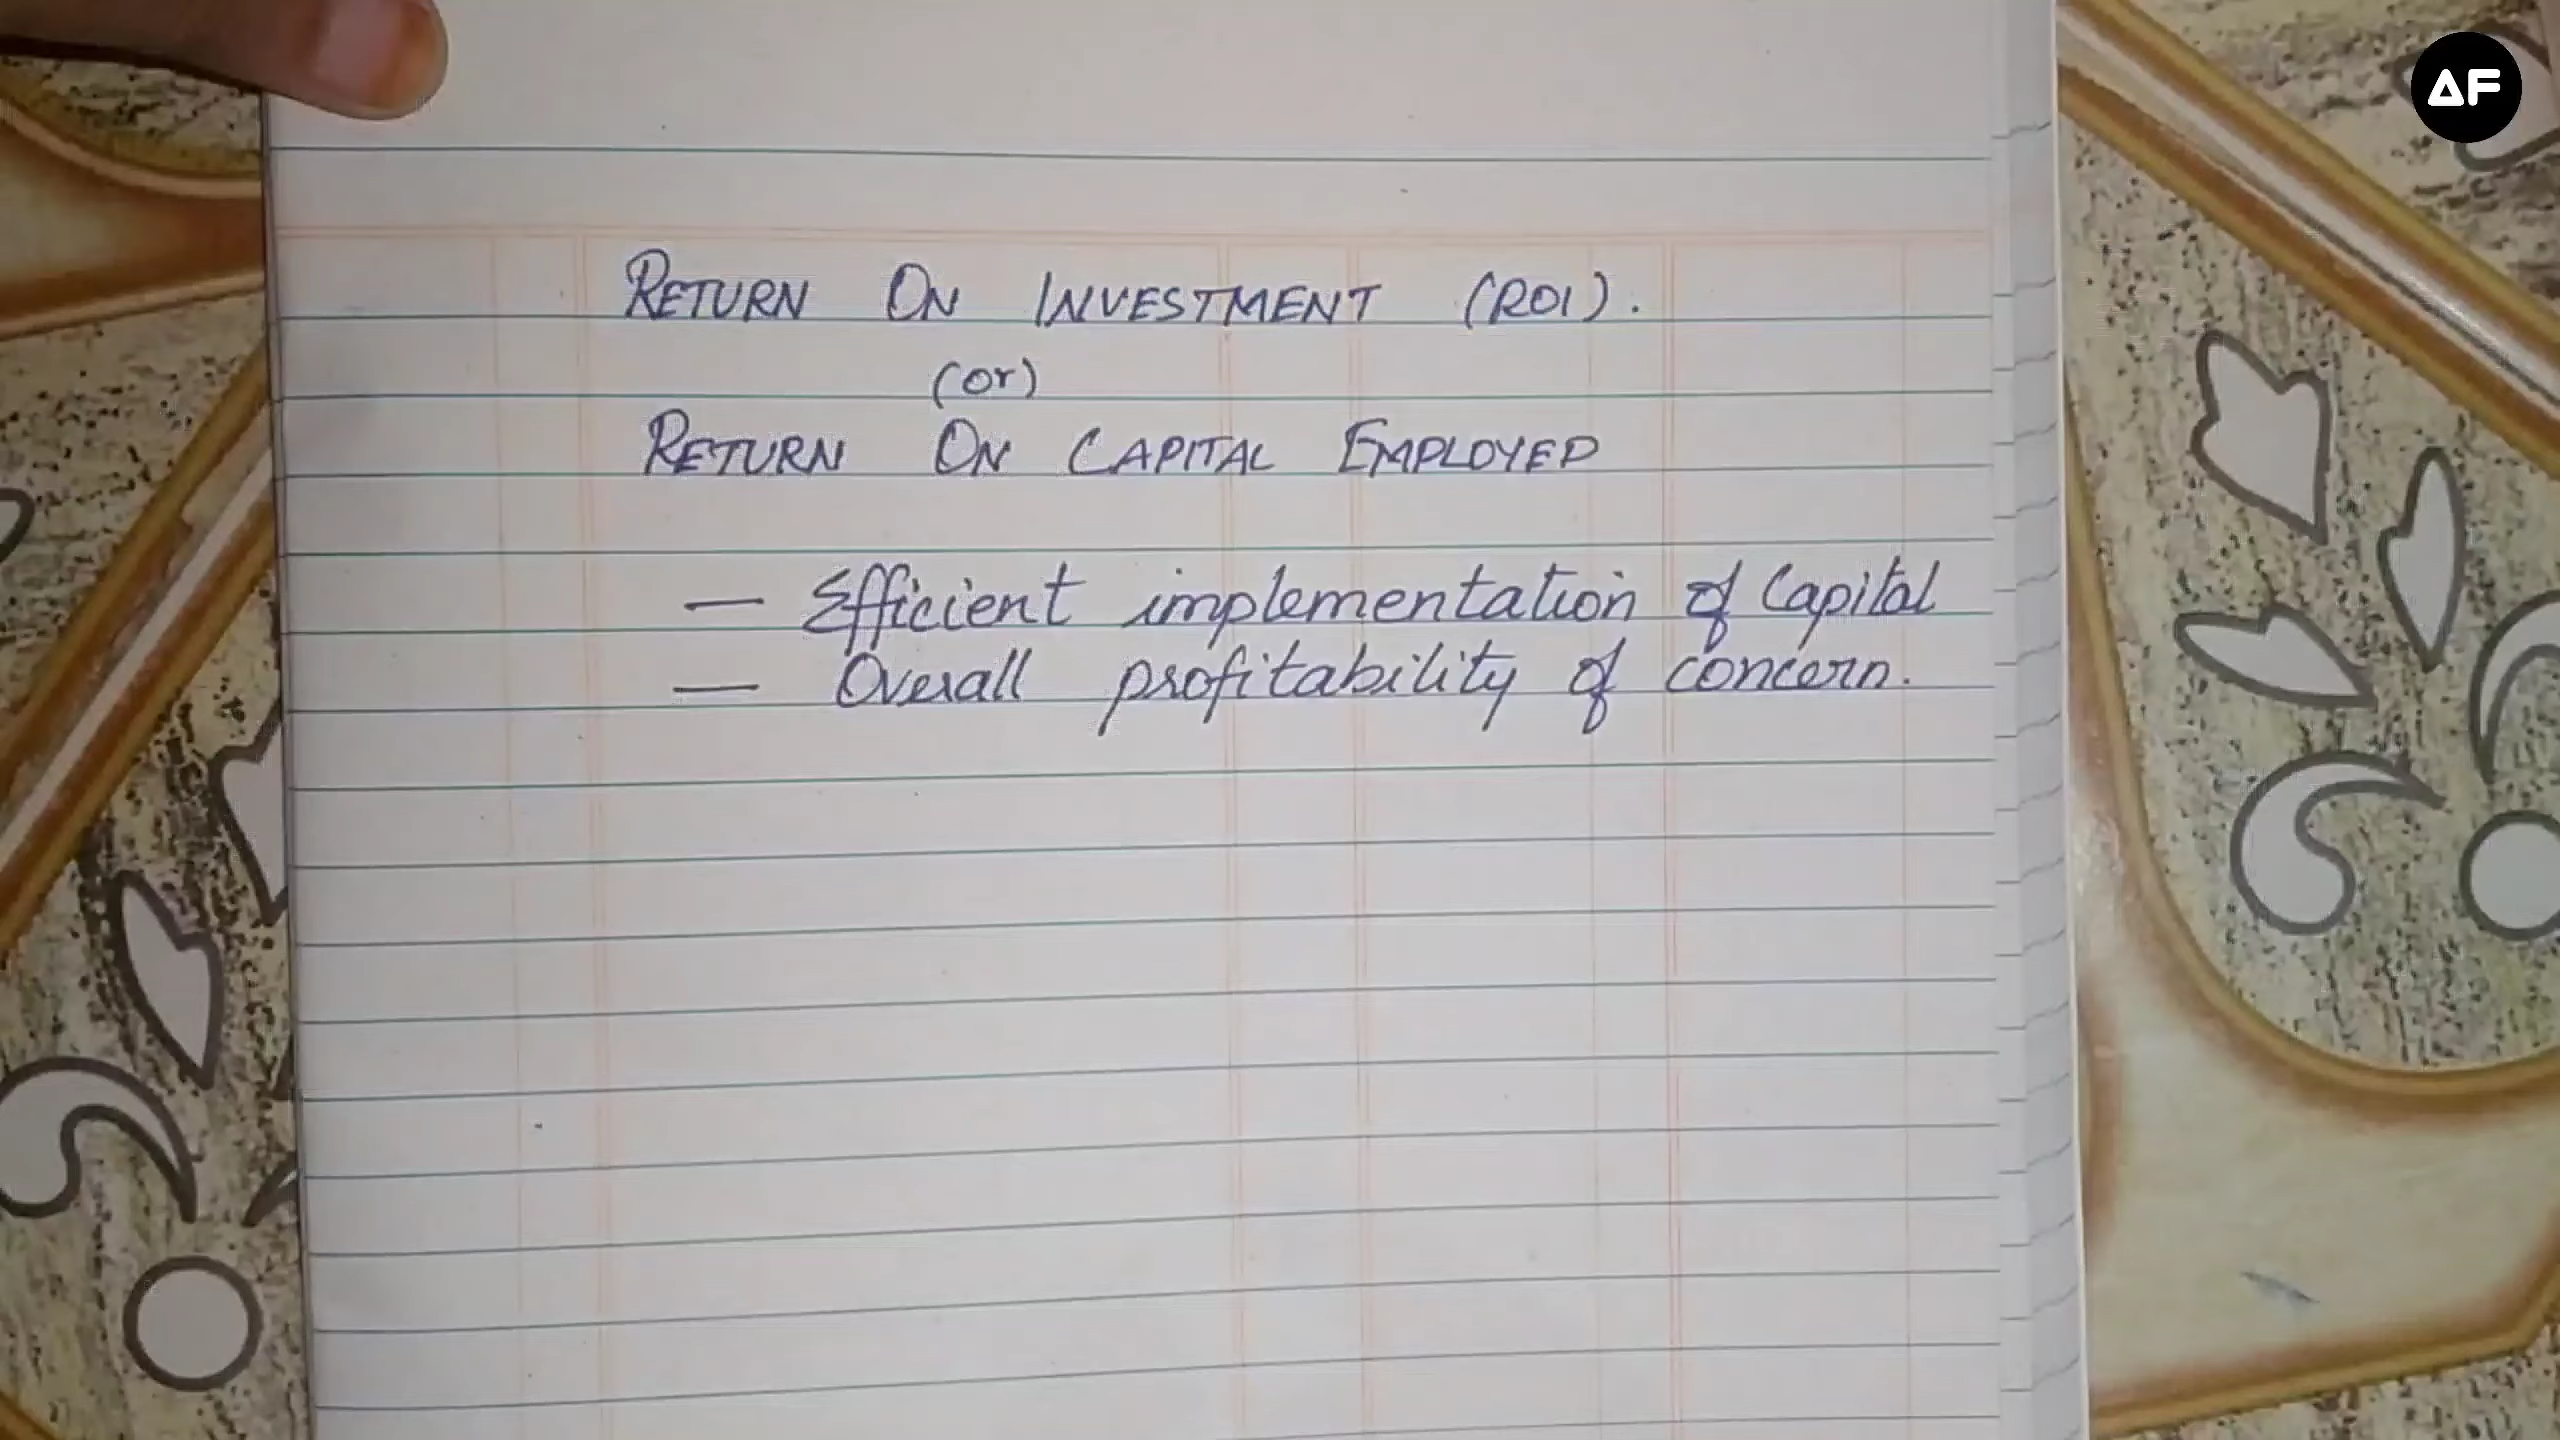 AF
RETURN ON INVESTMENT (ROI).
(or)
RETURN ON CAPITAL EMPLOYED
— Efficient implementation of Capital
— Overall profitability of concern.